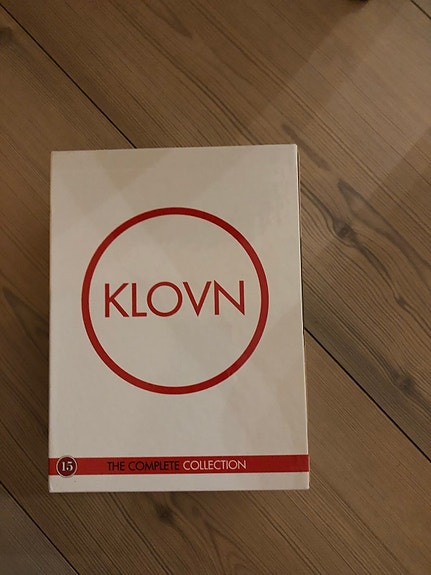 KLOVN
15 THE COMPLETE COLLECTION